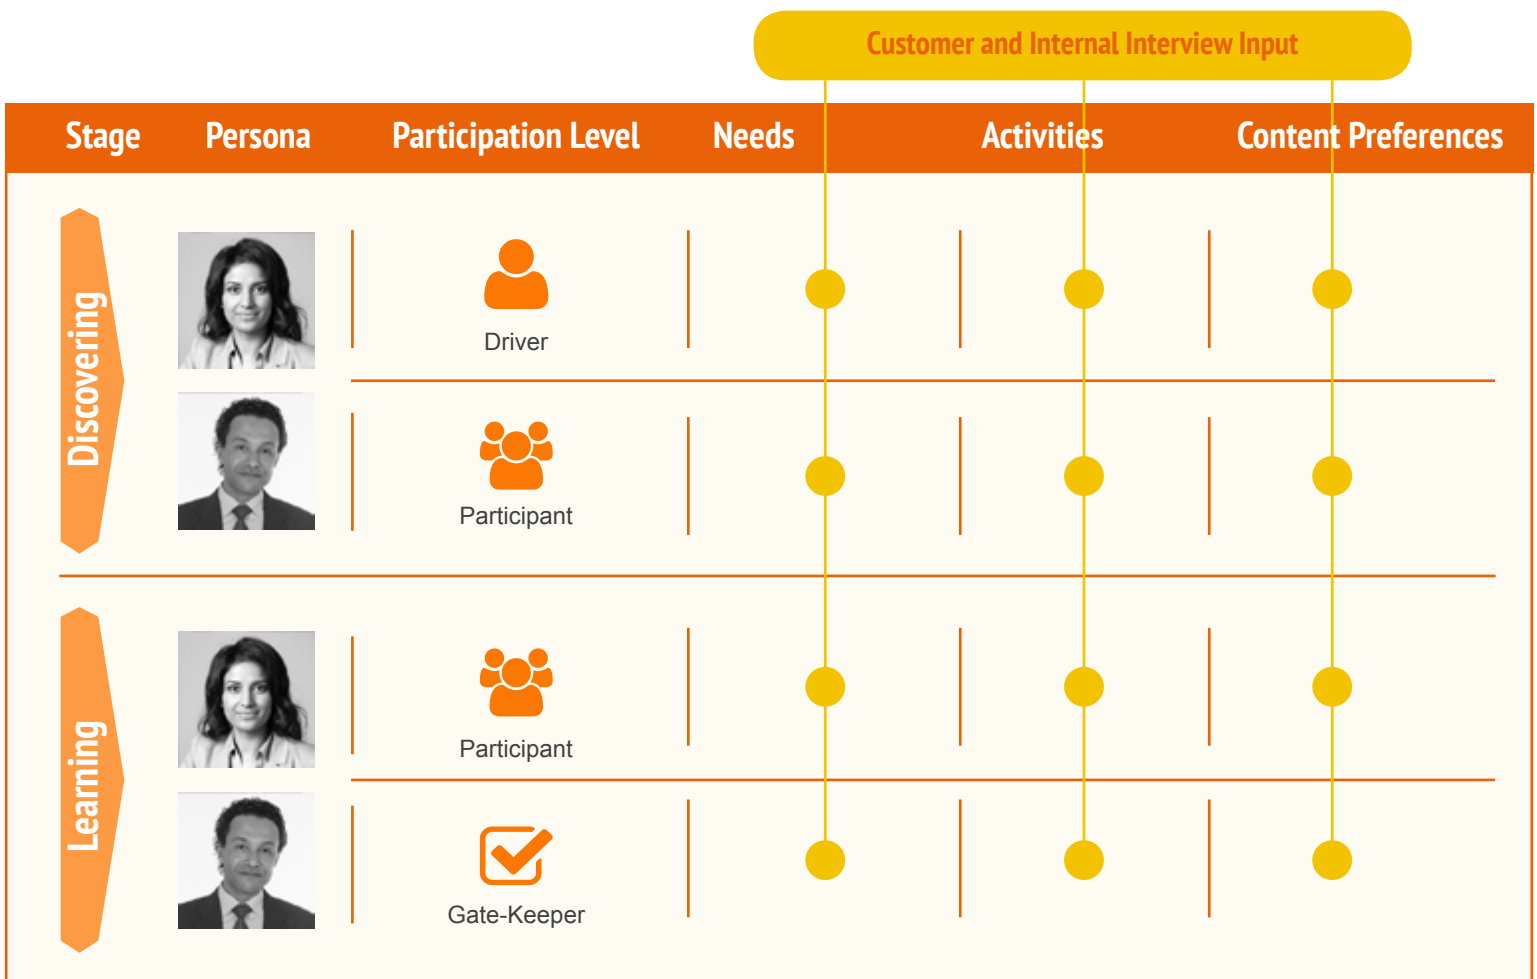 Customer and Internal Interview Input
Stage Persona Participation Level Needs Activities Content Preferences
Discovering
Driver
Participant
Learning
Participant
Gate-Keeper